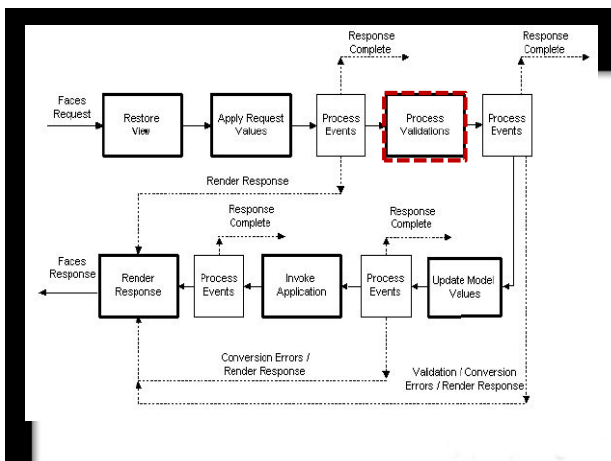 Response
Complete
Response
Complete
Faces
Request
Restore
View
Apply Request
Values
Process
Events
Process
Validations
Process
Events
Render Response
Response
Complete
Response
Complete
Faces
Response
Render
Response
Process
Events
Invoke
Application
Process
Events
Update Model
Values
Conversion Errors /
Render Response
Validation / Conversion
Errors / Render Response